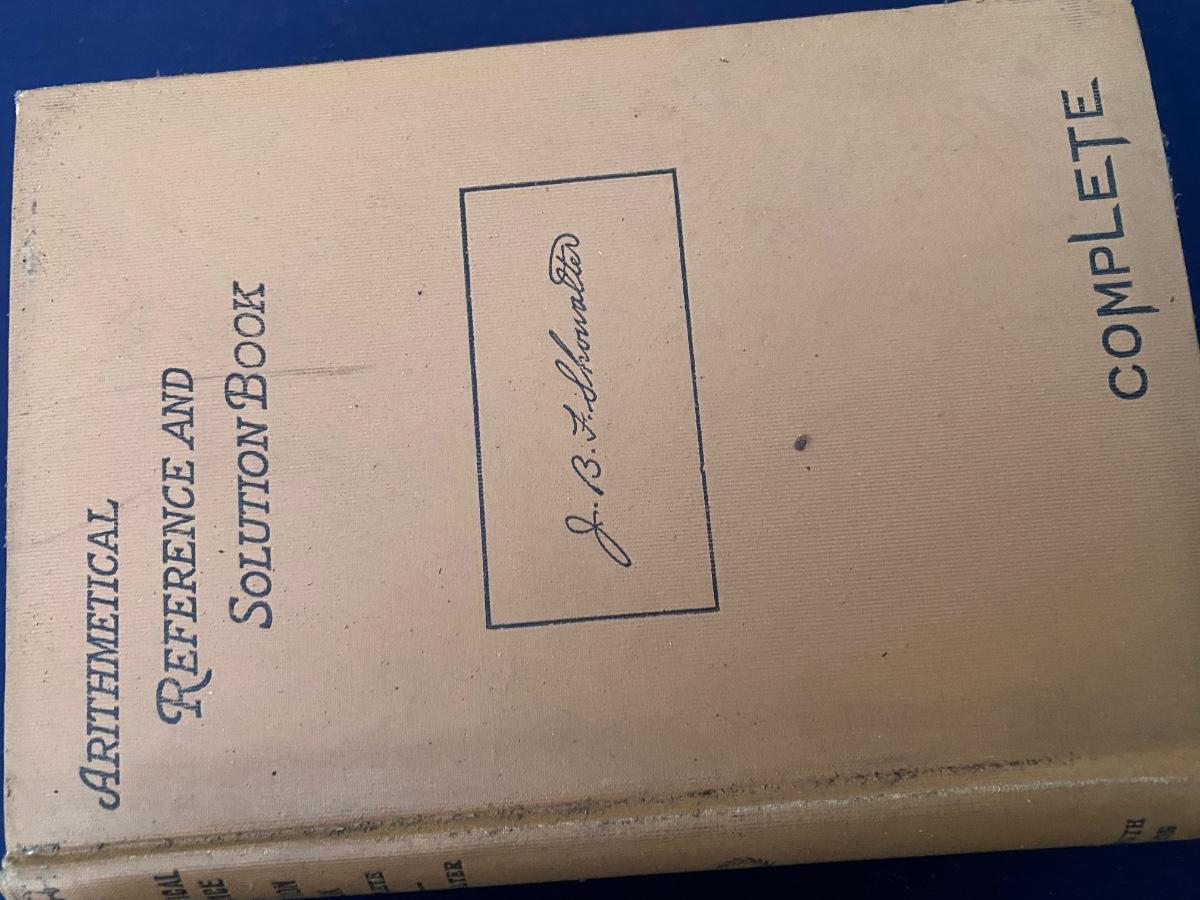 ARITHMETICAL
REFERENCE AND
SOLUTION BOOK
J. B. F. Showalter
COMPLETE